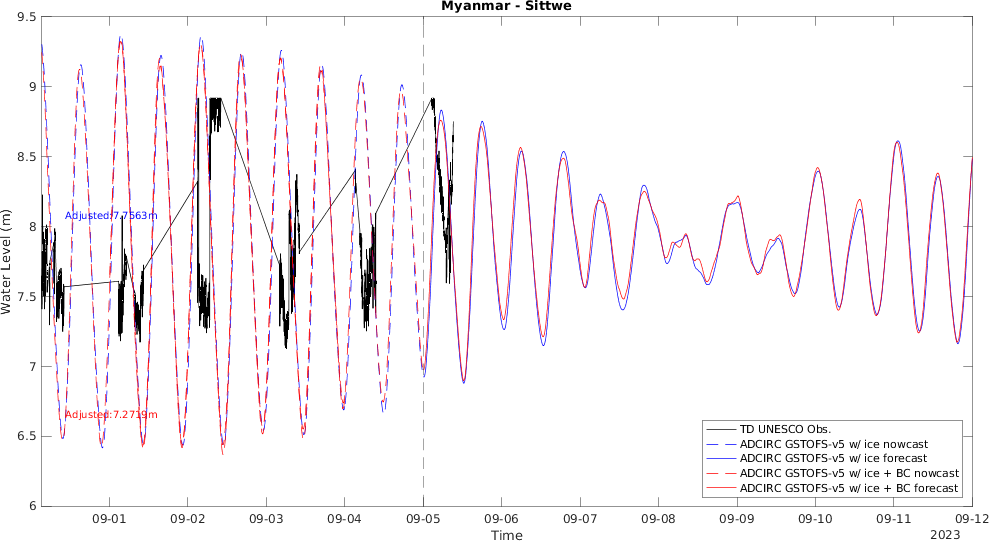 Myanmar - Sittwe
9.5
9
8.5
8
7.5
7
6.5
6
Water Level (m)
Adjusted:7.7563m
Adjusted:7.2719m
TD UNESCO Obs.
ADCIRC GSTOFS-v5 w/ ice nowcast
ADCIRC GSTOFS-v5 w/ ice forecast
ADCIRC GSTOFS-v5 w/ ice + BC nowcast
ADCIRC GSTOFS-v5 w/ ice + BC forecast
09-01 09-02 09-03 09-04 09-05 09-06 09-07 09-08 09-09 09-10 09-11 09-12
Time
2023